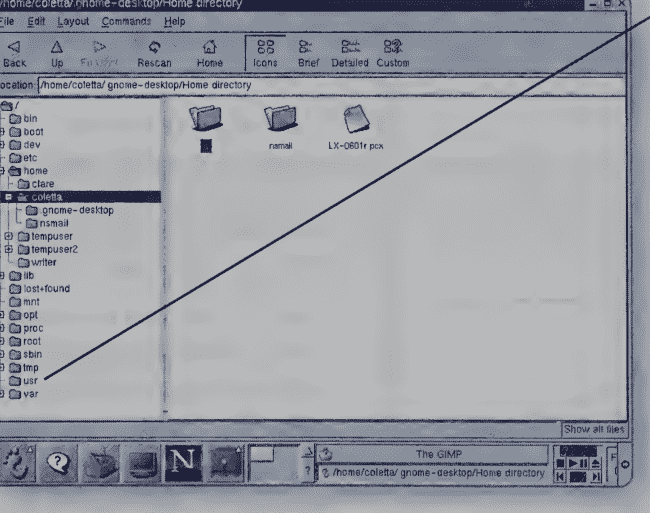 /home/coletta/.gnome-desktop/Home directory
File Edit Layout Commands Help
Back Up Rescan Home Icons Brief Detailed Custom
Location: /home/coletta/.gnome-desktop/Home directory
/
bin
boot
dev
etc
home
clare
coletta
.gnome-desktop
nsmail
tempuser
tempuser2
writer
lib
lost+found
mnt
opt
proc
root
sbin
tmp
usr
var
nsmail LX-0601r.pcx
Show all files
N
The GIMP
? /home/coletta/.gnome-desktop/Home directory